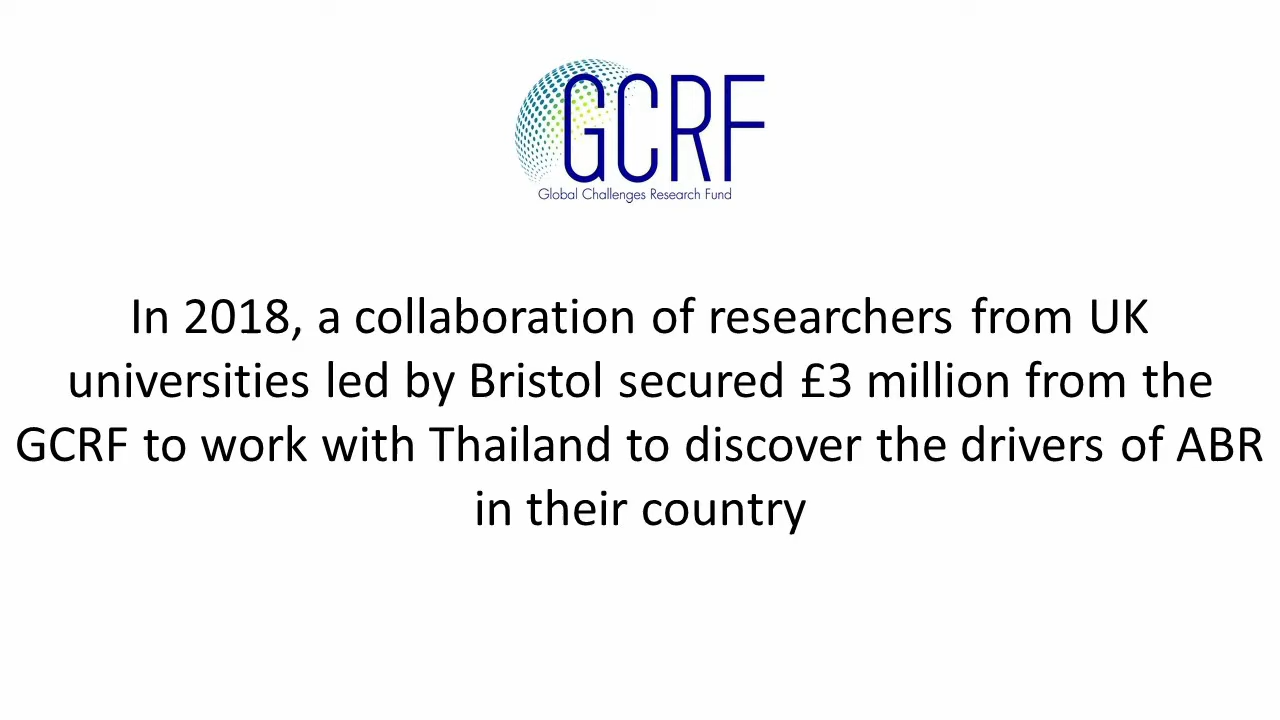 GCRF
Global Challenges Research Fund
In 2018, a collaboration of researchers from UK
universities led by Bristol secured £3 million from the
GCRF to work with Thailand to discover the drivers of ABR
in their country